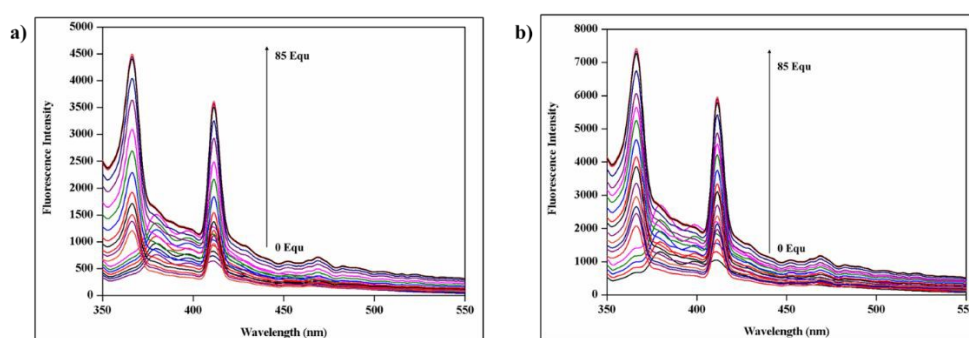 a)
Fluorescence Intensity
5000
4500
4000
3500
3000
2500
2000
1500
1000
500
0
85 Equ
0 Equ
350 400 450 500 550
Wavelength (nm)
b)
Fluorescence Intensity
8000
7000
6000
5000
4000
3000
2000
1000
0
85 Equ
0 Equ
350 400 450 500 55
Wavelength (nm)